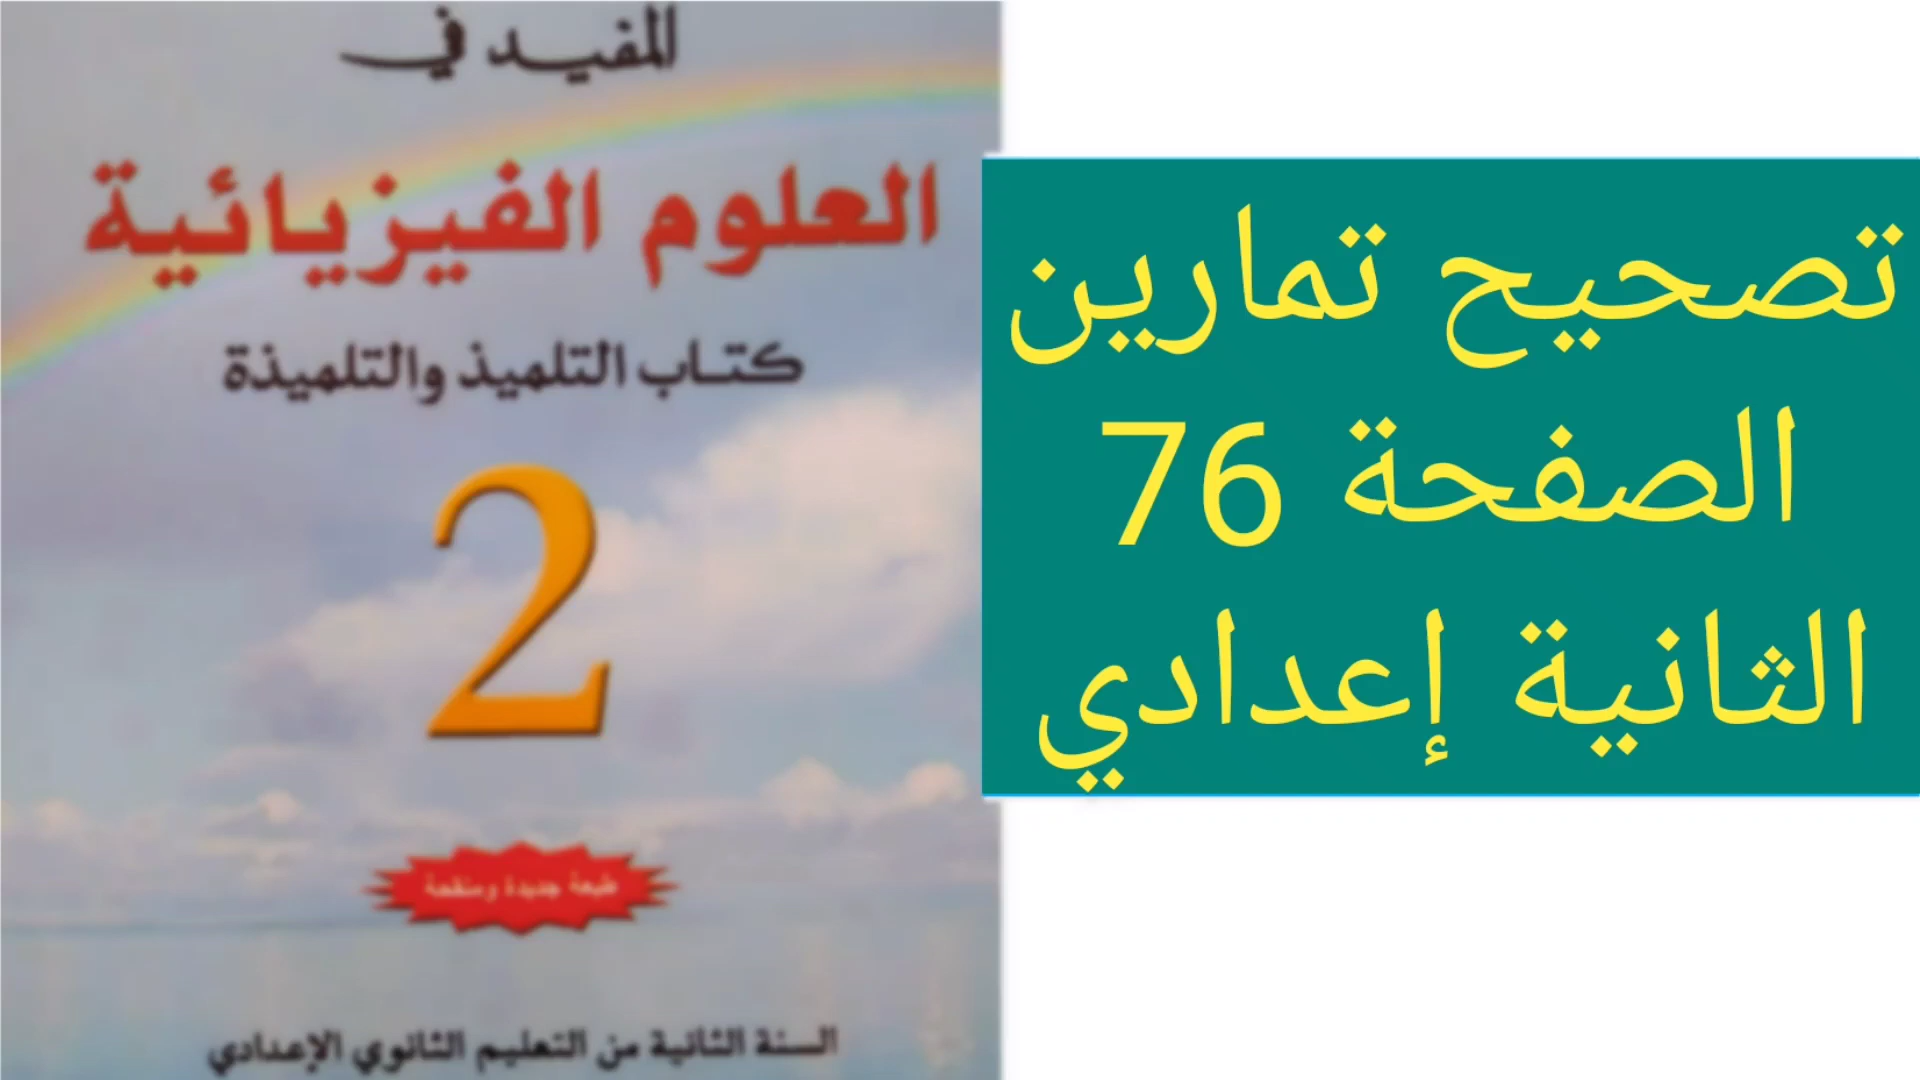 المفيد في
العلوم الفيزيائية
كتاب التلميذ والتلميذة
2
طبعة جديدة ومنقحة
السنة الثانية من التعليم الثانوي الإعدادي
تصحيح تمارين
الصفحة 76
الثانية إعدادي